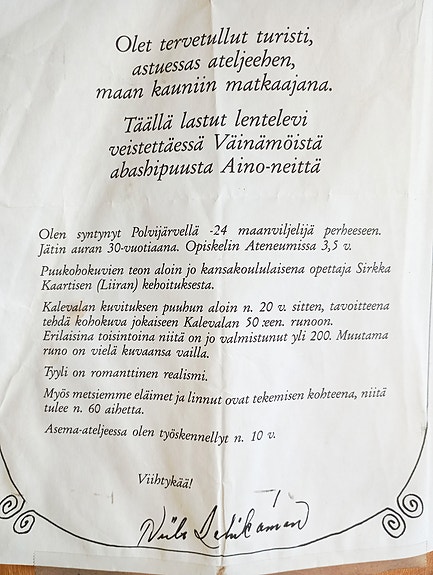 Olet tervetullut turisti,
astuessas ateljeehen,
maan kauniin matkaajana.
Täällä lastut lentelevi
veistettäessä Väinämöistä
abashipuusta Aino-neittä
Olen syntynyt Polvijärvellä -24 maanviljelijä perheeseen.
Jätin auran 30-vuotiaana. Opiskelin Ateneumissa 3,5 v.
Puukohokuvien teon aloin jo kansakoululaisena opettaja Sirkka
Kaartisen (Liiran) kehoituksesta.
Kalevalan kuvituksen puuhun aloin n. 20 v. sitten, tavoitteena
tehdä kohokuva jokaiseen Kalevalan 50:xeen. runoon.
Erilaisina toisintoina niitä on jo valmistunut yli 200. Muutama
runo on vielä kuvaansa vailla.
Tyyli on romanttinen realismi.
Myös metsiemme eläimet ja linnut ovat tekemisen kohteena, niitä
tulee n. 60 aihetta.
Asema-ateljeessa olen työskennellyt n. 10 v.
Viihtykää!